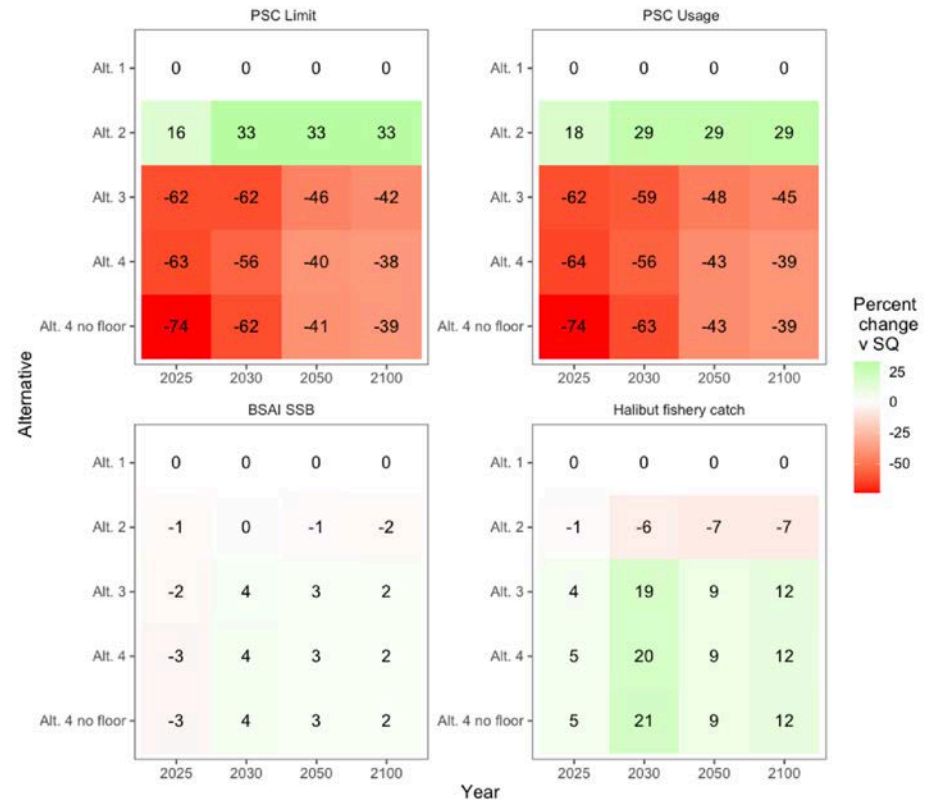 PSC Limit
Alt. 1 0 0 0 0
Alt. 2 16 33 33 33
Alt. 3 -62 -62 -46 -42
Alt. 4 -63 -56 -40 -38
Alt. 4 no floor -74 -62 -41 -39
2025 2030 2050 2100
PSC Usage
Alt. 1 0 0 0 0
Alt. 2 18 29 29 29
Alt. 3 -62 -59 -48 -45
Alt. 4 -64 -56 -43 -39
Alt. 4 no floor -74 -63 -43 -39
2025 2030 2050 2100
BSAI SSB
Alt. 1 0 0 0 0
Alt. 2 -1 0 -1 -2
Alt. 3 -2 4 3 2
Alt. 4 -3 4 3 2
Alt. 4 no floor -3 4 3 2
2025 2030 2050 2100
Halibut fishery catch
Alt. 1 0 0 0 0
Alt. 2 -1 -6 -7 -7
Alt. 3 4 19 9 12
Alt. 4 5 20 9 12
Alt. 4 no floor 5 21 9 12
2025 2030 2050 2100
Alternative
Year
Percent
change
v SQ
25
0
-25
-50